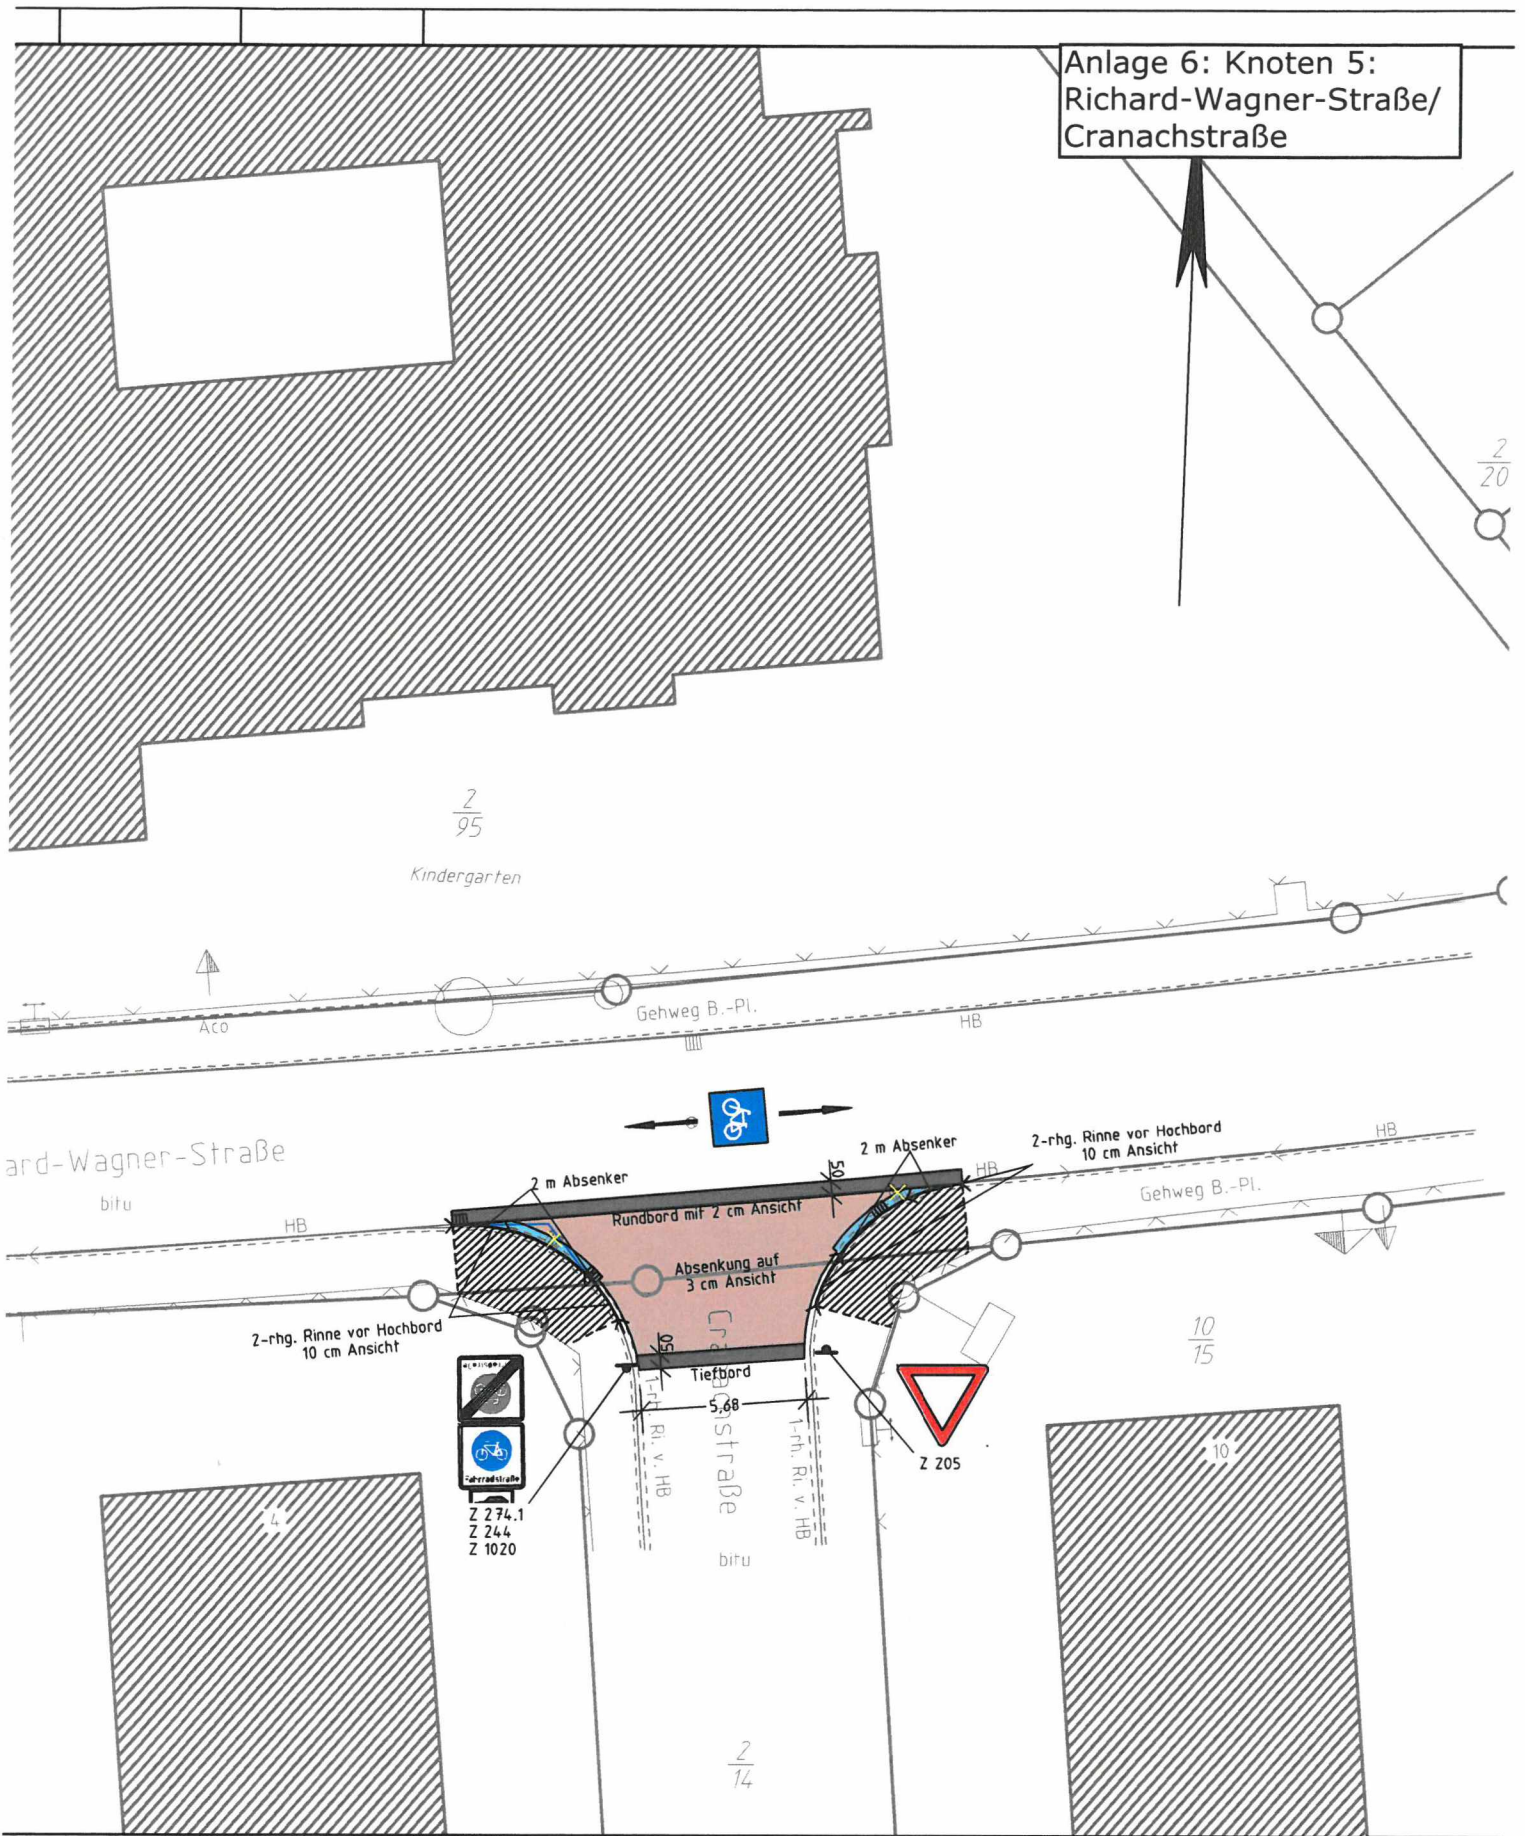 Anlage 6: Knoten 5:
Richard-Wagner-Straße/
Cranachstraße
2
20
2
95
Kindergarten
Aco
Gehweg B.-Pl.
HB
ard-Wagner-Straße
bitu
HB
2 m Absenker
50
2 m Absenker
2-rhg. Rinne vor Hochbord
10 cm Ansicht
HB
HB
Gehweg B.-Pl.
Rundbord mit 2 cm Ansicht
Absenkung auf
3 cm Ansicht
2-rhg. Rinne vor Hochbord
10 cm Ansicht
50
Tiefbord
5,68
Cranachstraße
1-rh. Ri. v. HB
1-rh. Ri. v. HB
bitu
Fahrradstraße
Z 274.1
Z 244
Z 1020
Z 205
10
15
4
10
2
14